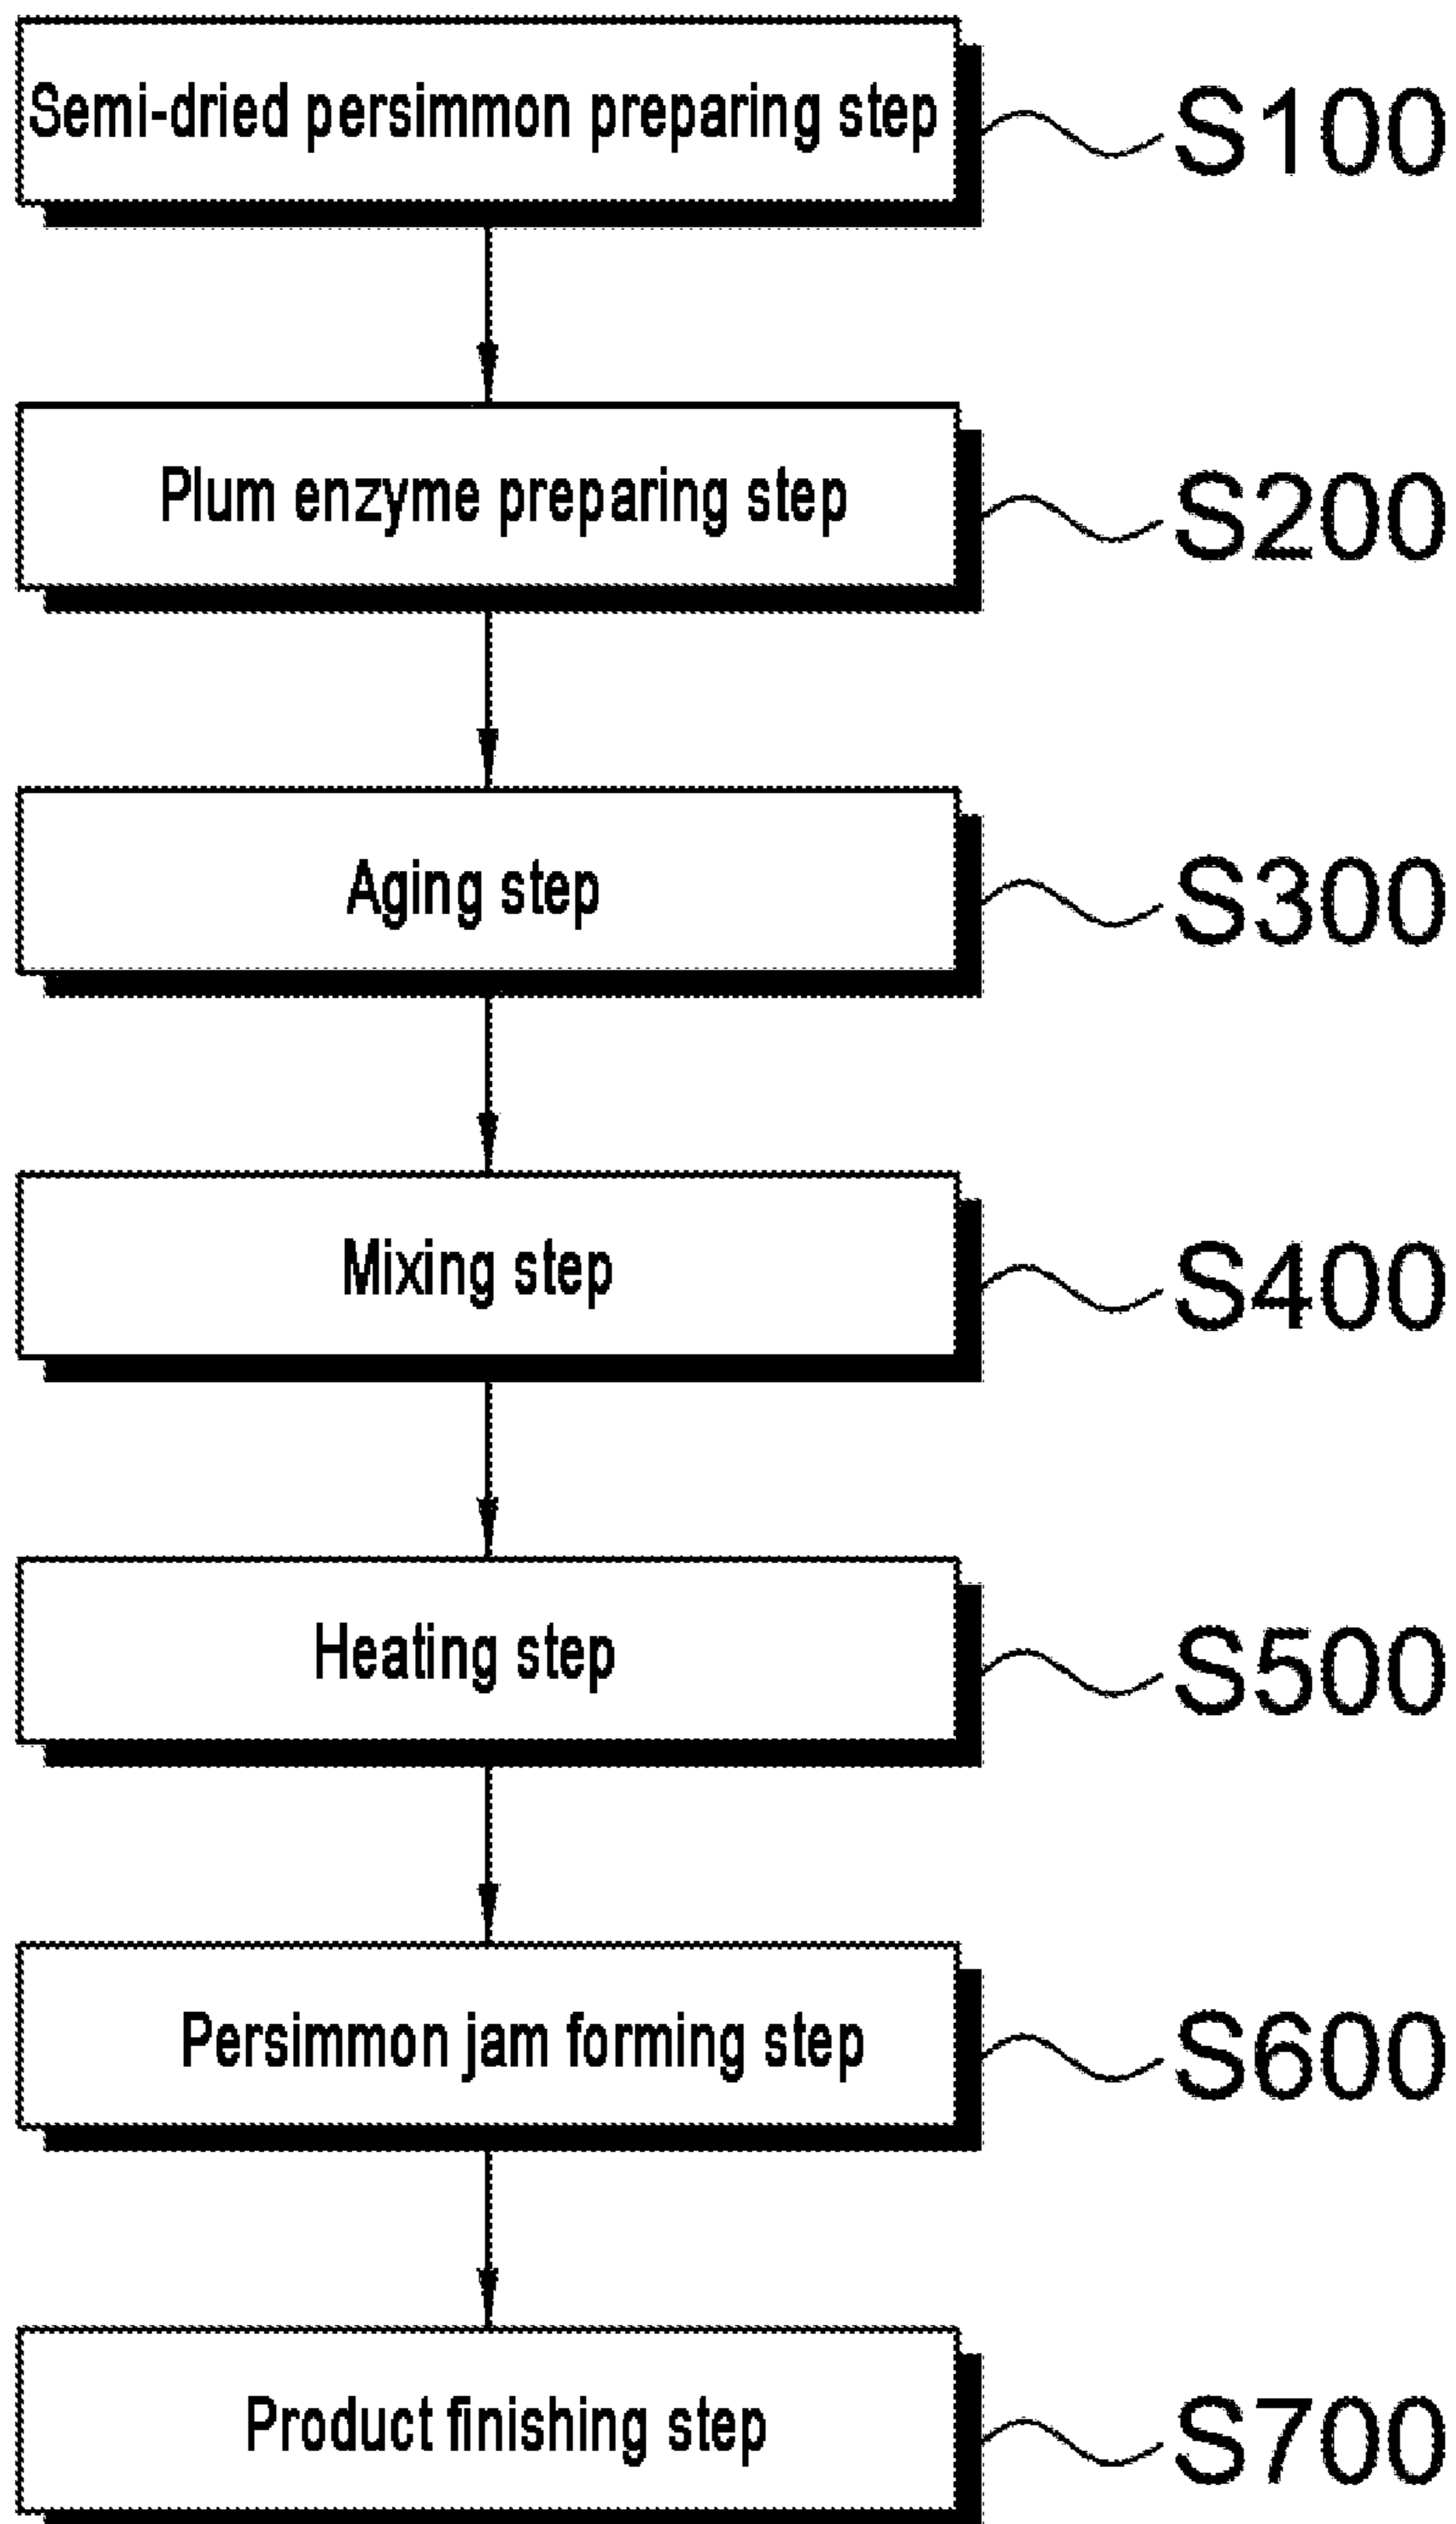 Semi-dried persimmon preparing step
S100
Plum enzyme preparing step
S200
Aging step
S300
Mixing step
S400
Heating step
S500
Persimmon jam forming step
S600
Product finishing step
S700